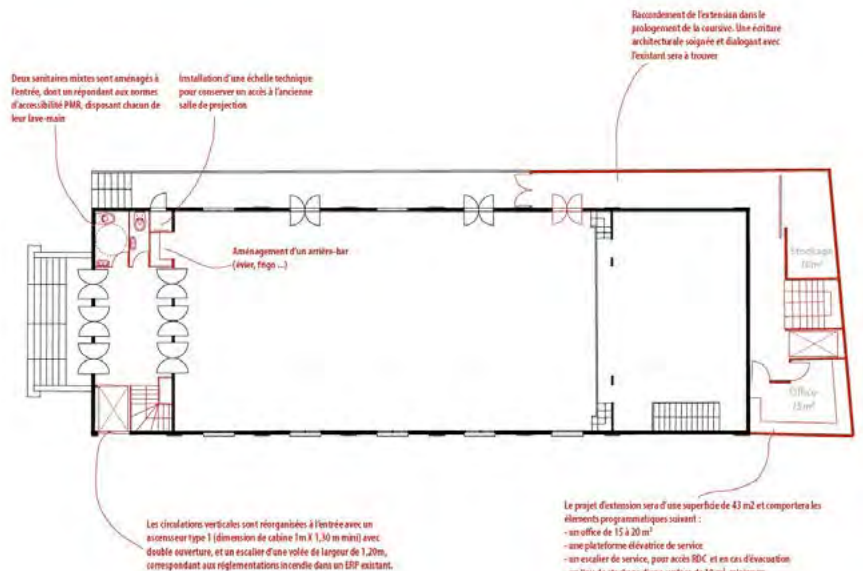 Raccordement de l'extension dans le
prologement de la coursive. Une écriture
architecturale soignée et dialogant avec
l'existant sera à trouver
Deux sanitaires mixtes sont aménagés à
l'entrée, dont un répondant aux normes
d'accessibilité PMR, disposant chacun de
leur lave-main
Installation d'une échelle technique
pour conserver un accès à l'ancienne
salle de projection
Aménagement d'un arrière-bar
(évier, frigo ...)
Stockage
10m²
Office
15m²
Les circulations verticales sont réorganisées à l'entrée avec un
ascensseur type 1 (dimension de cabine 1m X 1,30 m mini) avec
double ouverture, et un escalier d'une volée de largeur de 1,20m,
correspondant aux réglementations incendie dans un ERP existant.
Le projet d'extension sera d'une superficie de 43 m2 et comportera les
élements programmatiques suivant :
- un office de 15 à 20 m²
- une plateforme élévatrice de service
- un escalier de service, pour accès RDC et en cas d'évacuation